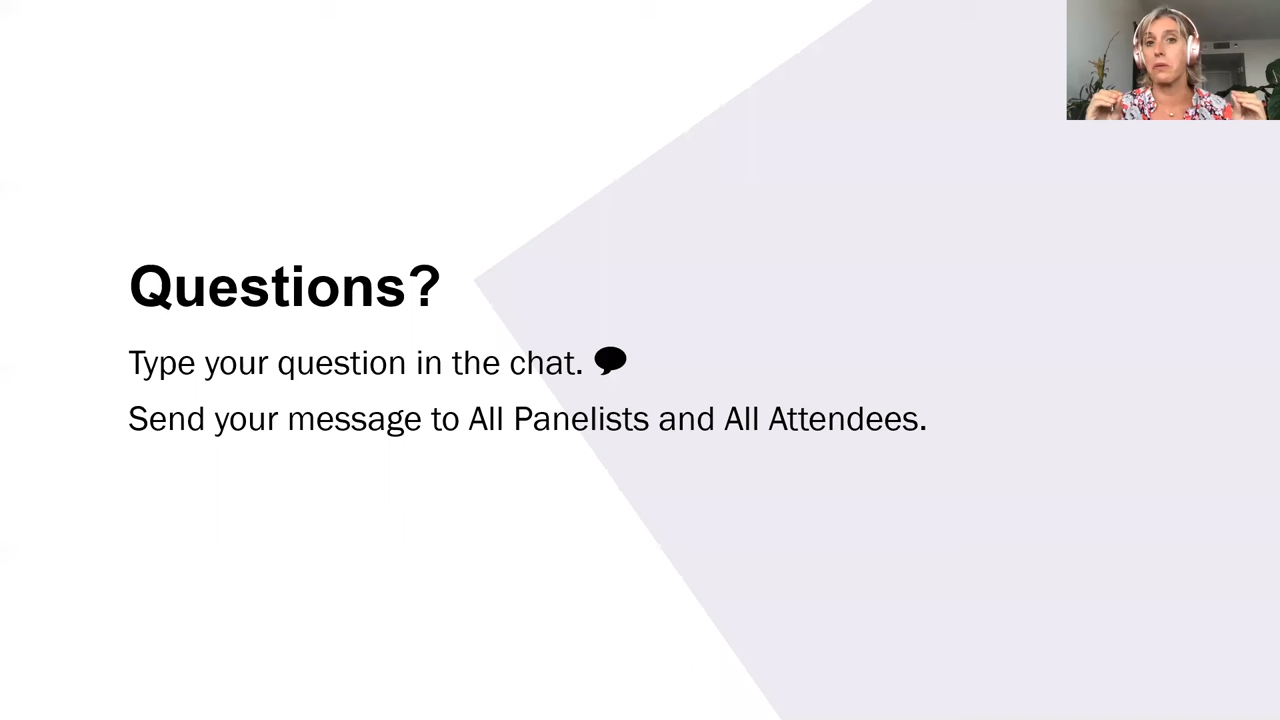 Questions?
Type your question in the chat.
Send your message to All Panelists and All Attendees.